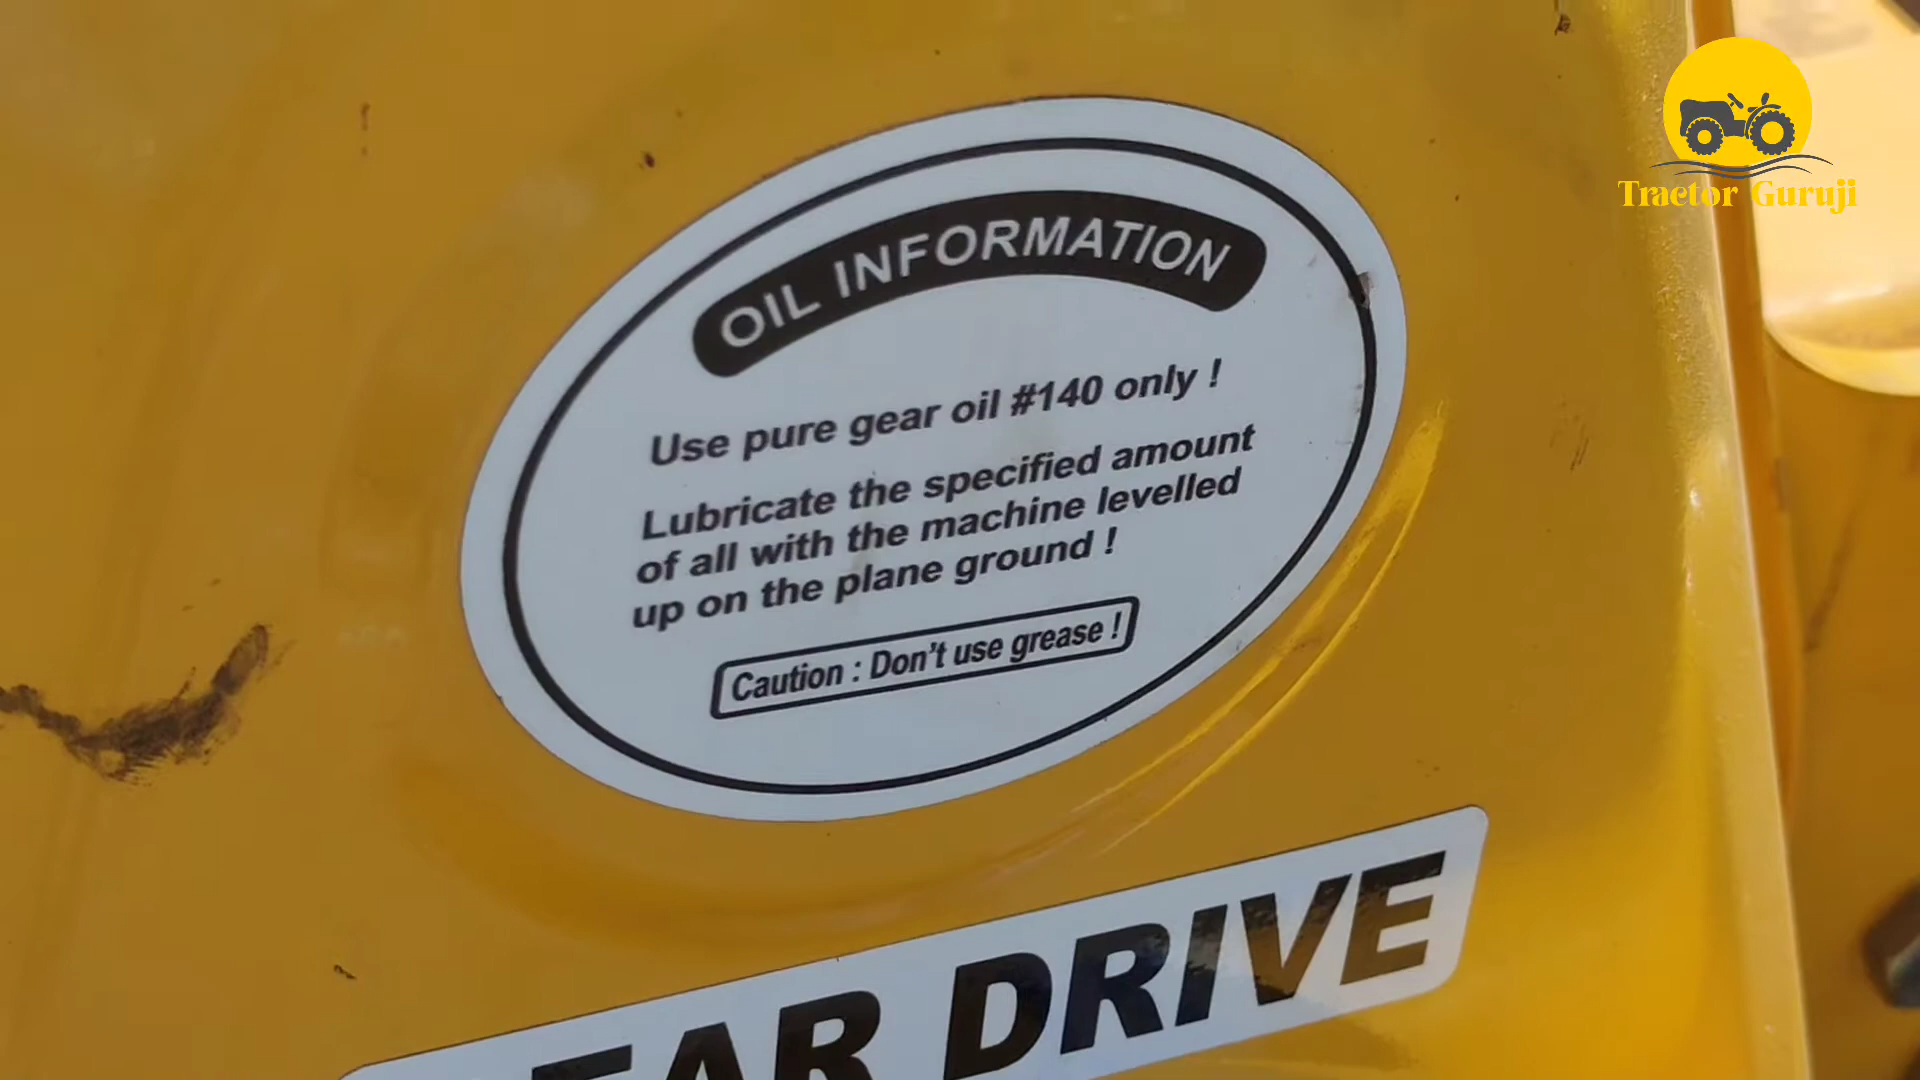 Tractor Guruji
OIL INFORMATION
Use pure gear oil #140 only !
Lubricate the specified amount
of all with the machine levelled
up on the plane ground !
Caution : Don't use grease !
EAR DRIVE